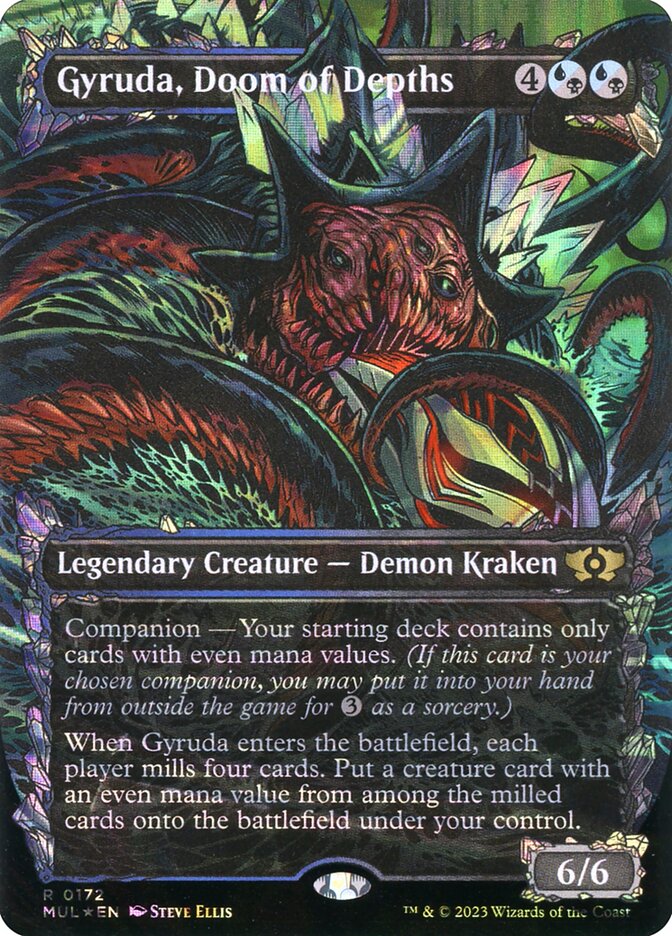 Gyruda, Doom of Depths 4
Legendary Creature — Demon Kraken
Companion — Your starting deck contains only
cards with even mana values. (If this card is your
chosen companion, you may put it into your hand
from outside the game for 3 as a sorcery.)
When Gyruda enters the battlefield, each
player mills four cards. Put a creature card with
an even mana value from among the milled
cards onto the battlefield under your control.
6/6
R 0172
MUL★EN Steve Ellis
™ & © 2023 Wizards of the Coast